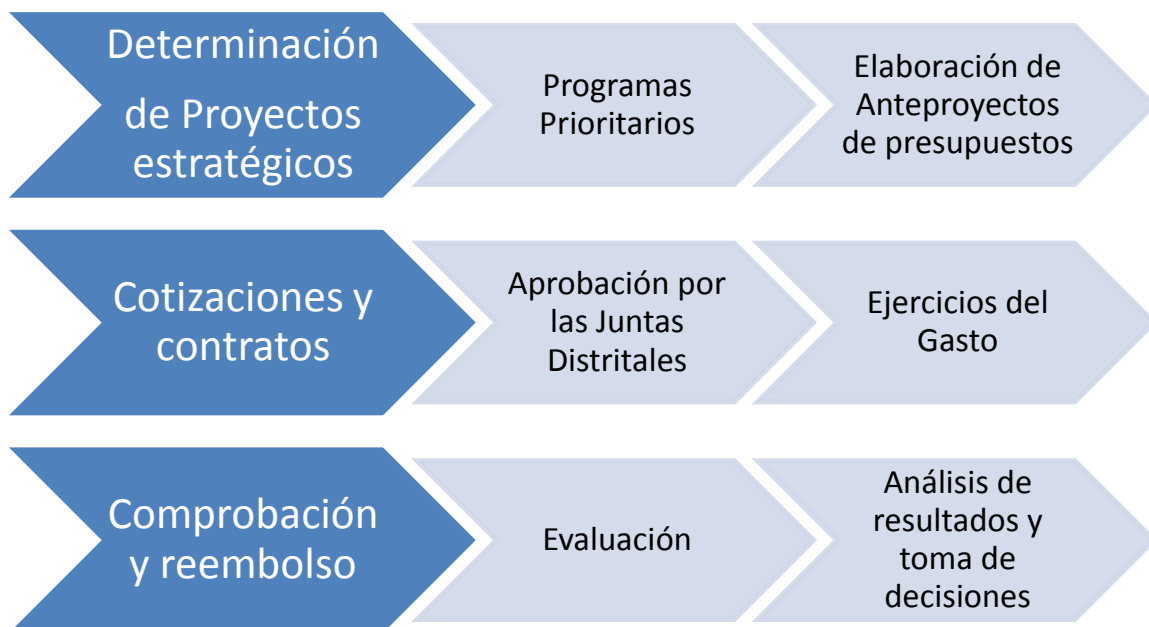 Determinación
de Proyectos
estratégicos
Programas
Prioritarios
Elaboración de
Anteproyectos
de presupuestos
Cotizaciones y
contratos
Aprobación por
las Juntas
Distritales
Ejercicios del
Gasto
Comprobación
y reembolso
Evaluación
Análisis de
resultados y
toma de
decisiones